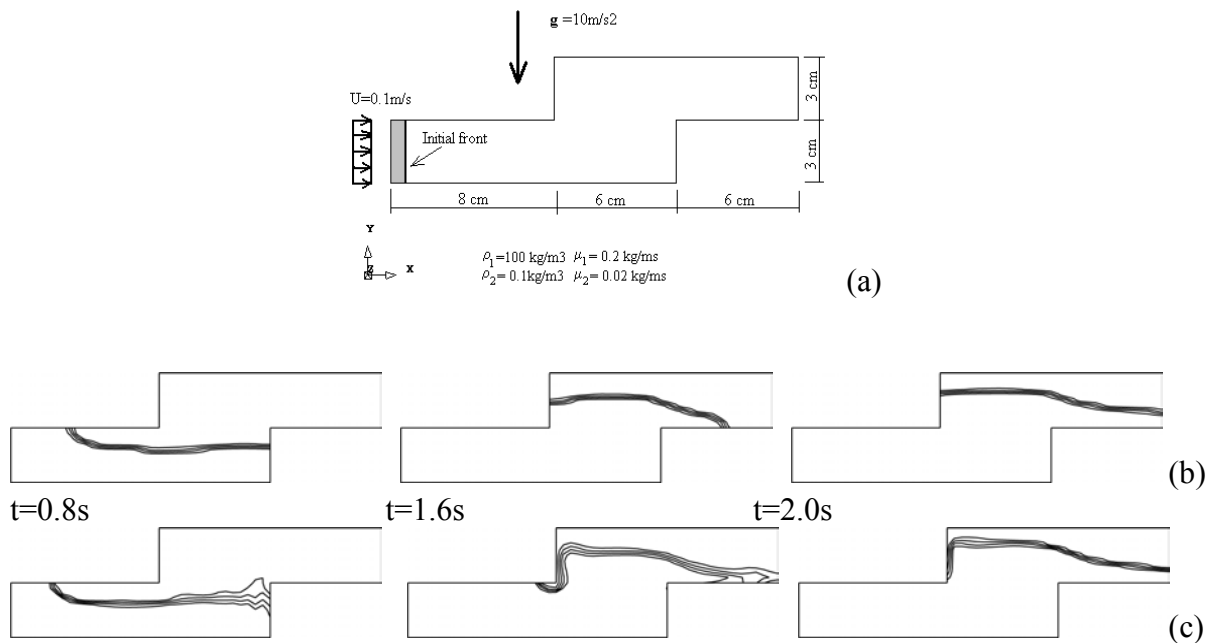 g =10m/s2
U=0.1m/s
Initial front
3 cm
3 cm
8 cm
6 cm
6 cm
Y
Z
X
ρ1=100 kg/m3 μ1=0.2 kg/ms
ρ2=0.1kg/m3 μ2=0.02 kg/ms
(a)
(b)
t=0.8s
t=1.6s
t=2.0s
(c)